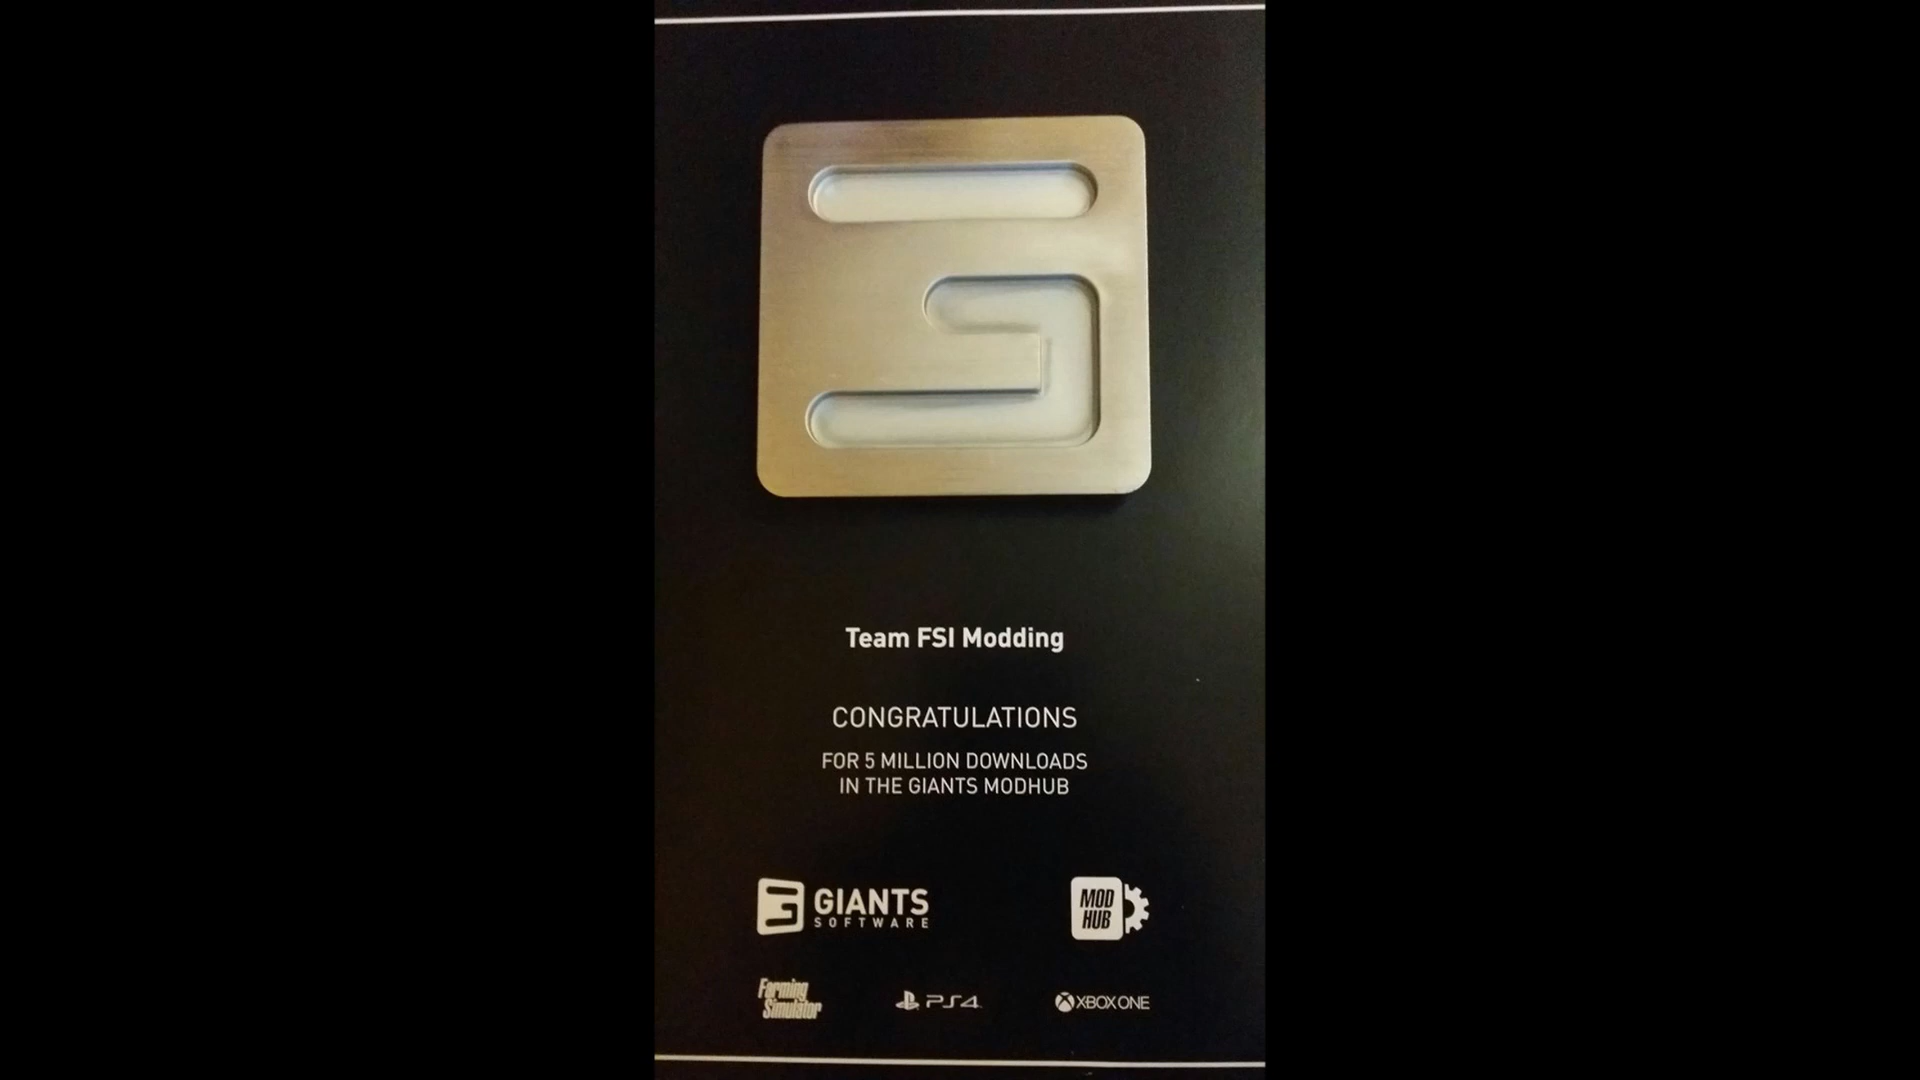 Team FSI Modding
CONGRATULATIONS
FOR 5 MILLION DOWNLOADS
IN THE GIANTS MODHUB
GIANTS
SOFTWARE
MOD
HUB
Farming
Simulator
PS4
XBOX ONE